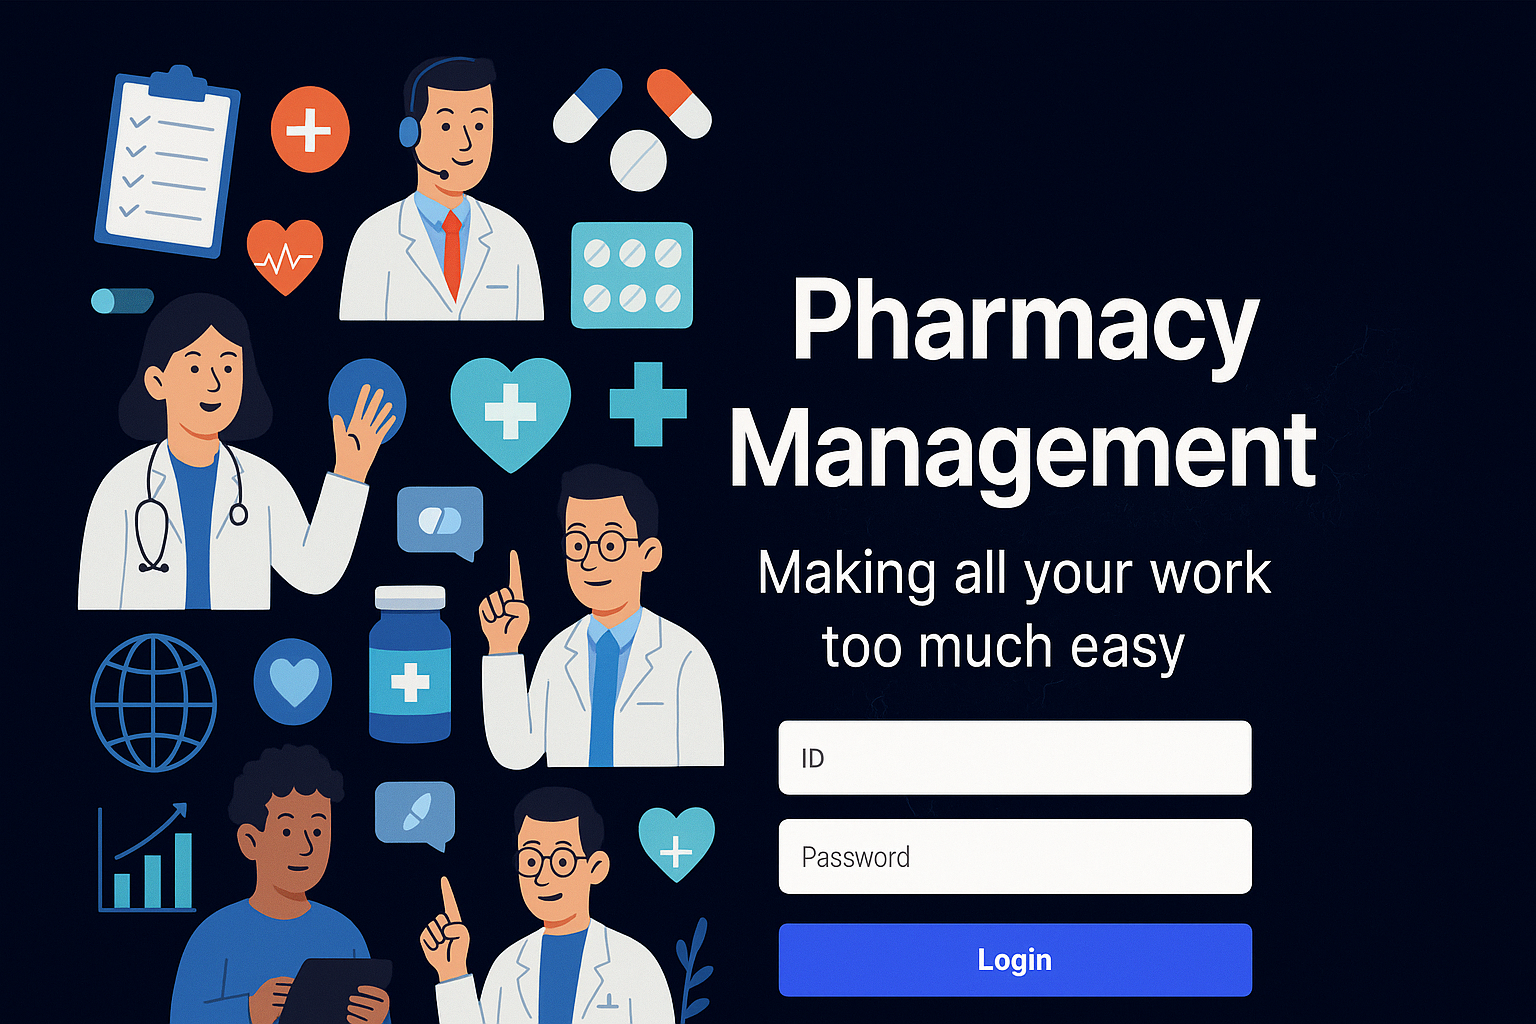 Pharmacy
Management
Making all your work
too much easy
ID
Password
Login